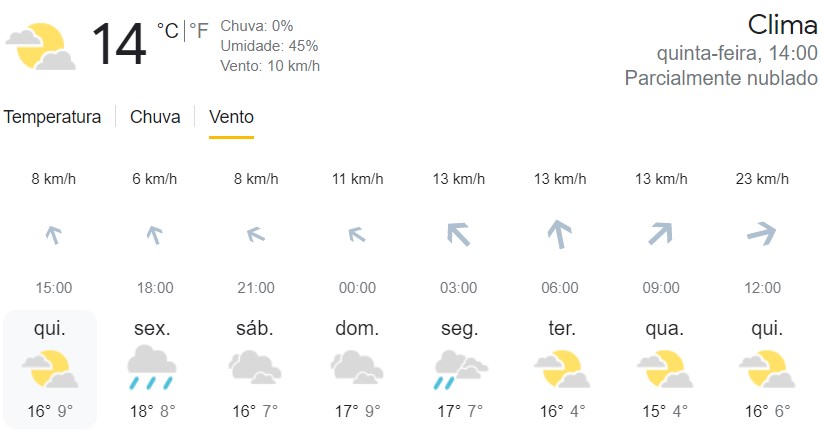 14 °C | °F
Chuva: 0%
Umidade: 45%
Vento: 10 km/h
Clima
quinta-feira, 14:00
Parcialmente nublado
Temperatura Chuva Vento
8 km/h 6 km/h 8 km/h 11 km/h 13 km/h 13 km/h 13 km/h 23 km/h
15:00 18:00 21:00 00:00 03:00 06:00 09:00 12:00
qui. sex. sáb. dom. seg. ter. qua. qui.
16° 9° 18° 8° 16° 7° 17° 9° 17° 7° 16° 4° 15° 4° 16° 6°